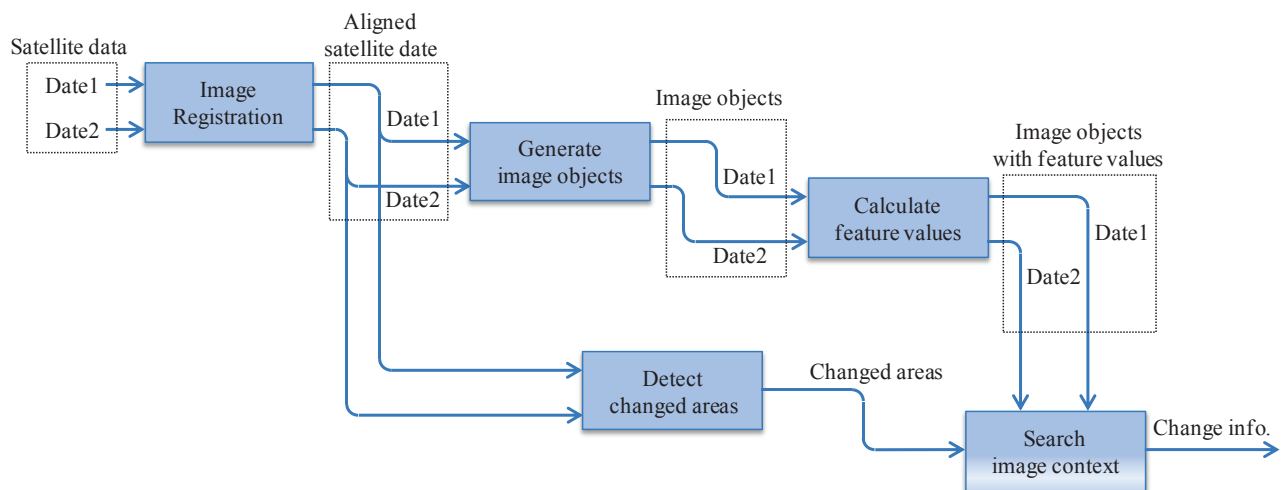 Satellite data
Date1
Date2
Image
Registration
Aligned
satellite date
Date1
Date2
Generate
image objects
Image objects
Date1
Date2
Calculate
feature values
Image objects
with feature values
Date1
Date2
Detect
changed areas
Changed areas
Search
image context
Change info.